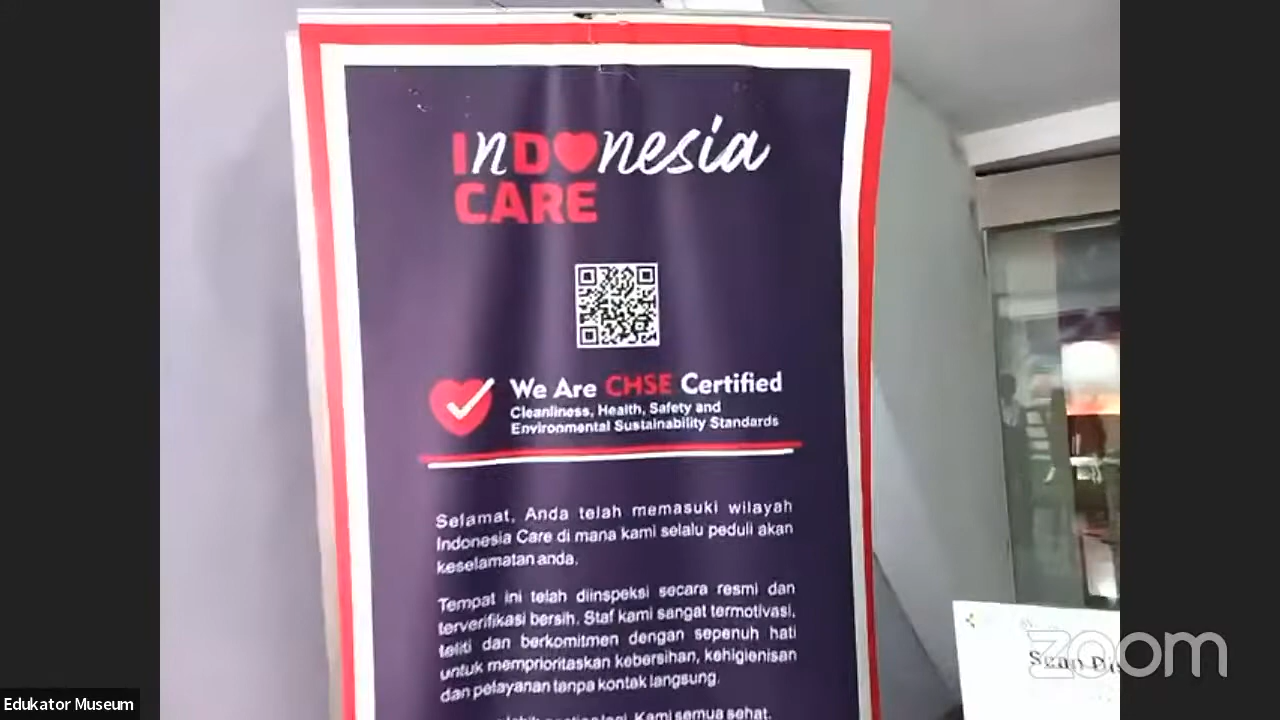 INDONesia
CARE
We Are CHSE Certified
Cleanliness, Health, Safety and
Environmental Sustainability Standards
Selamat, Anda telah memasuki wilayah
Indonesia Care di mana kami selalu peduli akan
keselamatan anda.
Tempat ini telah diinspeksi secara resmi dan
terverifikasi bersih. Staf kami sangat termotivasi,
teliti dan berkomitmen dengan sepenuh hati
untuk memprioritaskan kebersihan, kehigienisan
dan pelayanan tanpa kontak langsung.
lagi. Kami semua sehat.
Scan
zoom
Edukator Museum